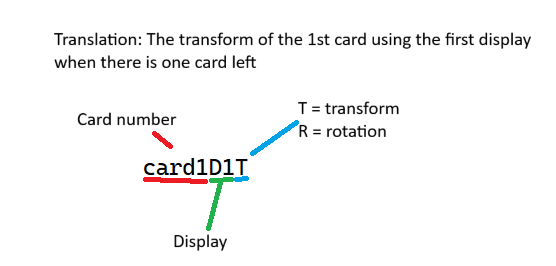 Translation: The transform of the 1st card using the first display
when there is one card left
T = transform
Card number
R = rotation
card1D1T
Display